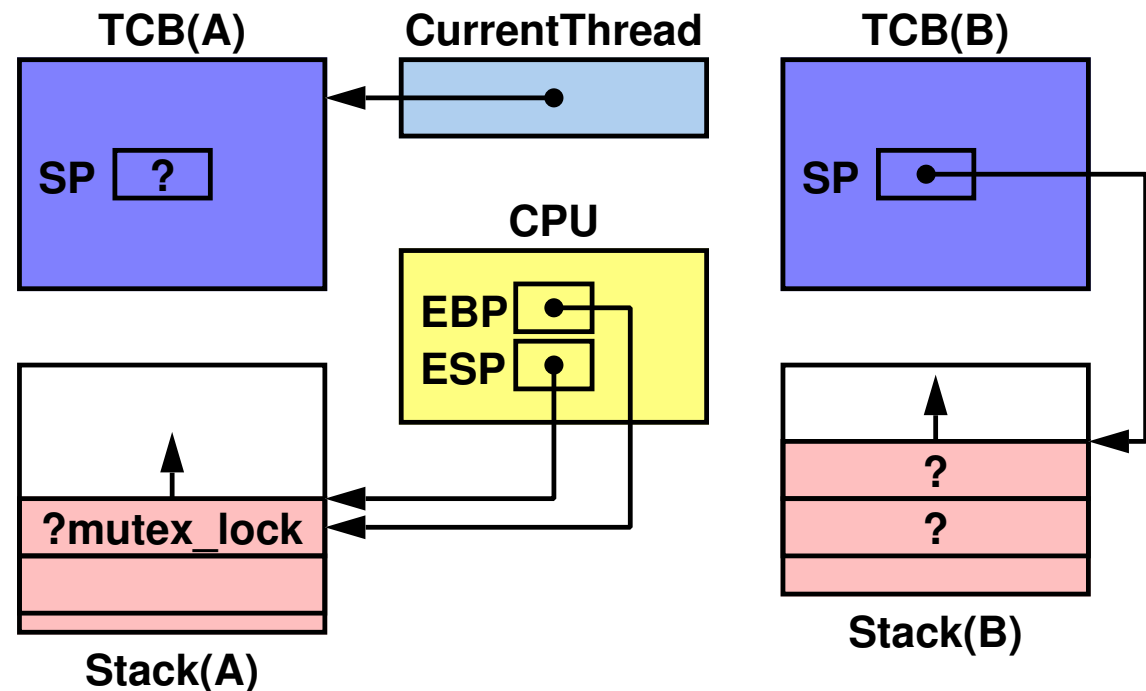 TCB(A)
CurrentThread
TCB(B)
SP ?
SP
CPU
EBP
ESP
?mutex_lock
?
?
Stack(A)
Stack(B)